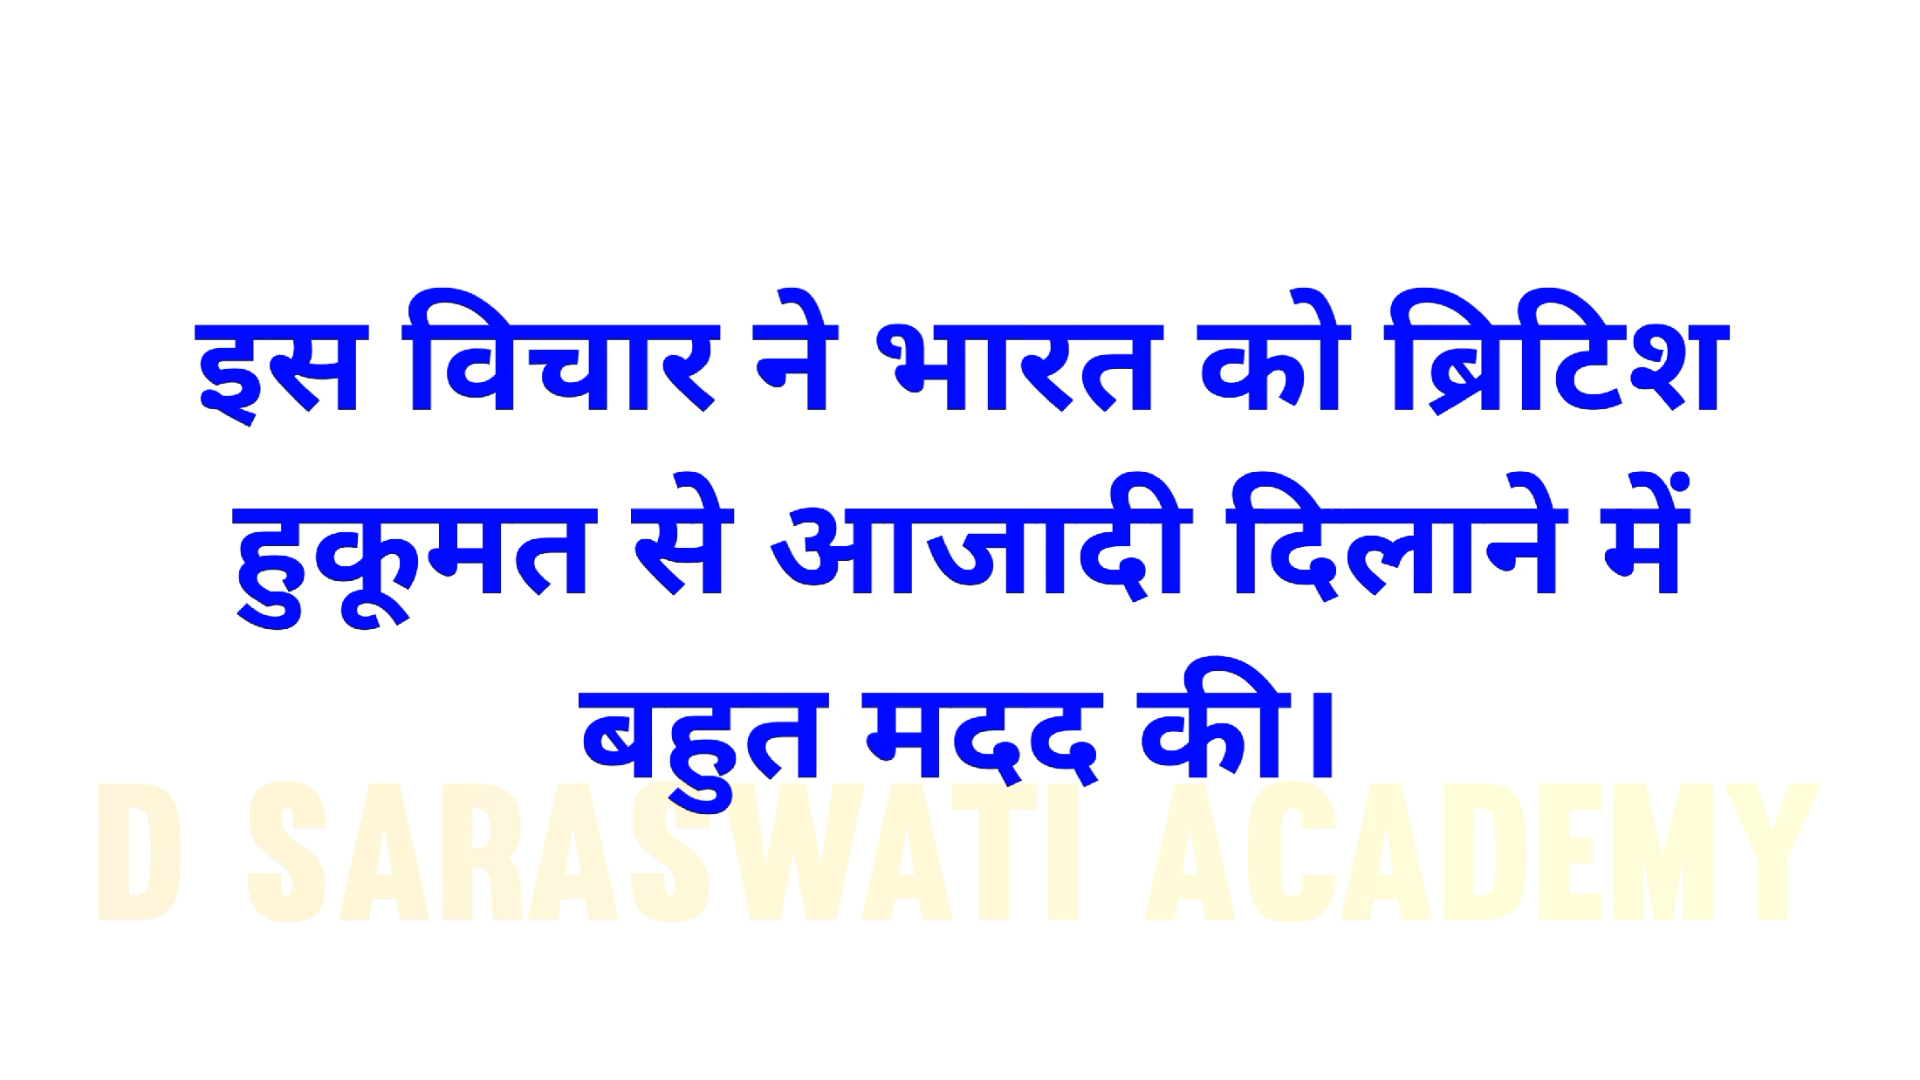 इस विचार ने भारत को ब्रिटिश
हुकूमत से आजादी दिलाने में
बहुत मदद की।
D SARASWATI ACADEMY